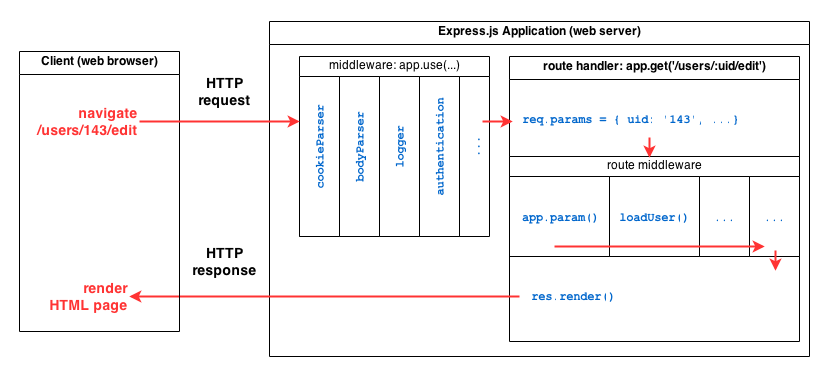 Express.js Application (web server)
Client (web browser)
middleware: app.use(...)
route handler: app.get('/users/:uid/edit')
HTTP
request
navigate
/users/143/edit
cookieParser
bodyParser
logger
authentication
...
req.params = { uid: '143', ...}
route middleware
app.param()
loadUser()
...
...
HTTP
response
render
HTML page
res.render()